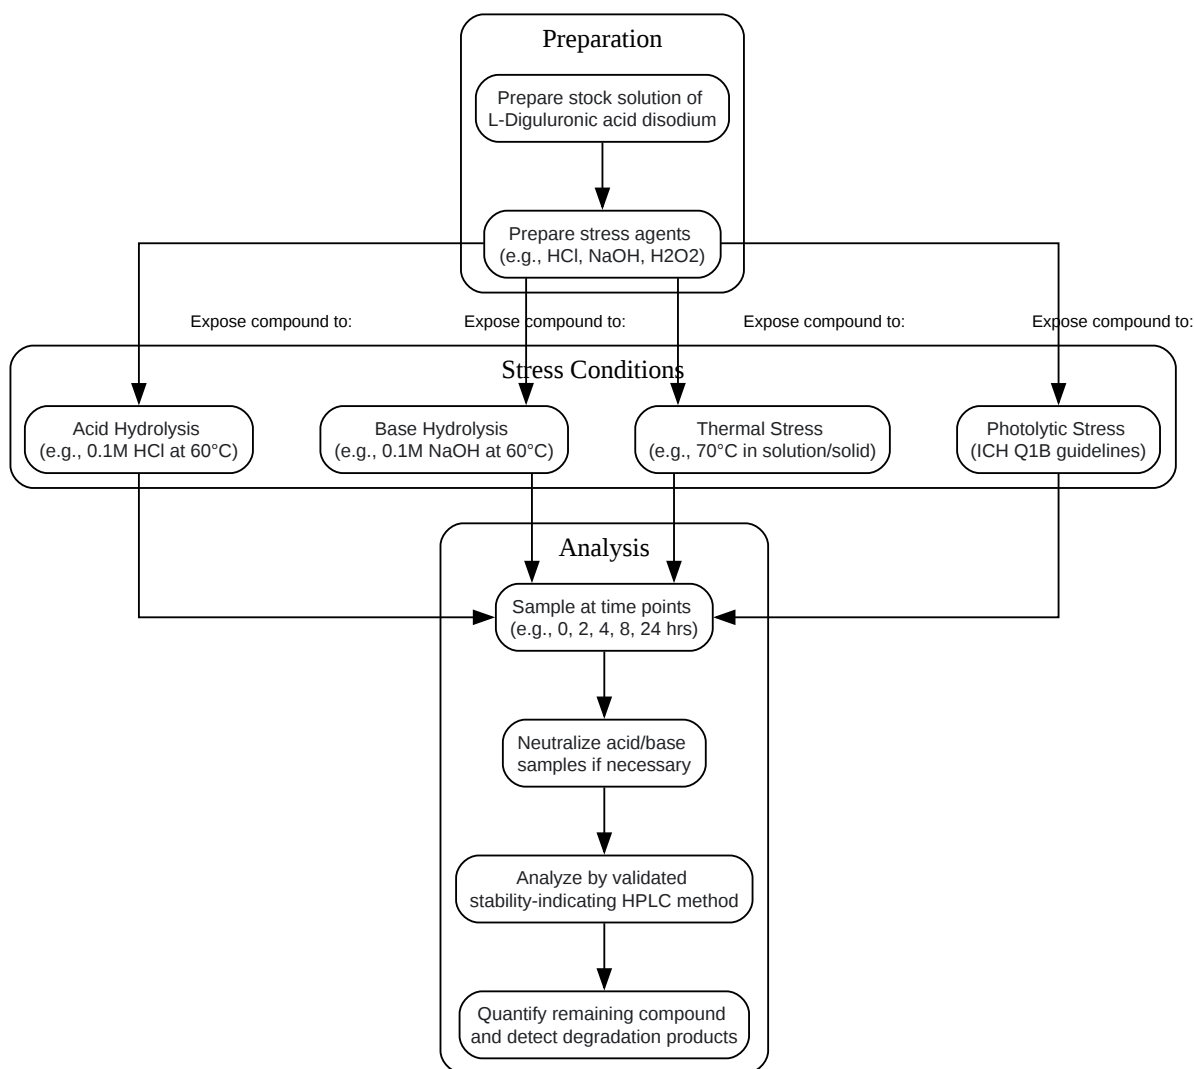 Preparation
Prepare stock solution of
L-Diguluronic acid disodium
Prepare stress agents
(e.g., HCl, NaOH, H2O2)
Expose compound to:
Expose compound to:
Expose compound to:
Expose compound to:
Stress Conditions
Acid Hydrolysis
(e.g., 0.1M HCl at 60°C)
Base Hydrolysis
(e.g., 0.1M NaOH at 60°C)
Thermal Stress
(e.g., 70°C in solution/solid)
Photolytic Stress
(ICH Q1B guidelines)
Analysis
Sample at time points
(e.g., 0, 2, 4, 8, 24 hrs)
Neutralize acid/base
samples if necessary
Analyze by validated
stability-indicating HPLC method
Quantify remaining compound
and detect degradation products